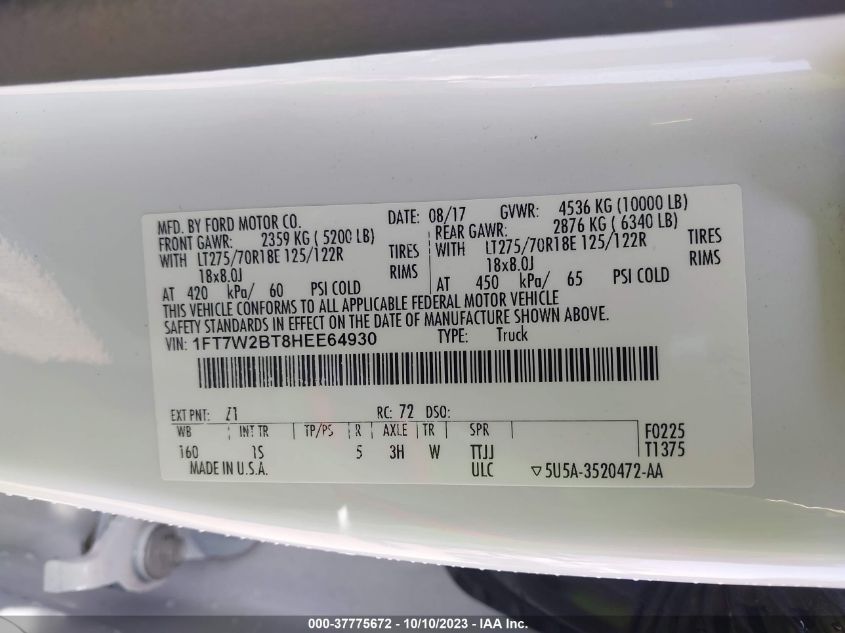 MFD. BY FORD MOTOR CO. DATE: 08/17 GVWR: 4536 KG (10000 LB)
FRONT GAWR: 2359 KG ( 5200 LB) REAR GAWR: 2876 KG ( 6340 LB)
WITH LT275/70R18E 125/122R TIRES WITH LT275/70R18E 125/122R TIRES
18x8.0J RIMS 18x8.0J RIMS
AT 420 kPa/ 60 PSI COLD AT 450 kPa/ 65 PSI COLD
THIS VEHICLE CONFORMS TO ALL APPLICABLE FEDERAL MOTOR VEHICLE
SAFETY STANDARDS IN EFFECT ON THE DATE OF MANUFACTURE SHOWN ABOVE.
VIN: 1FT7W2BT8HEE64930 TYPE: Truck
EXT PNT: Z1 RC: 72 DSO:
WB INT TR TP/PS R AXLE TR SPR F0225
160 1S 5 3H W TTJJ T1375
MADE IN U.S.A. ULC ▽5U5A-3520472-AA
000-37775672 - 10/10/2023 - IAA Inc.